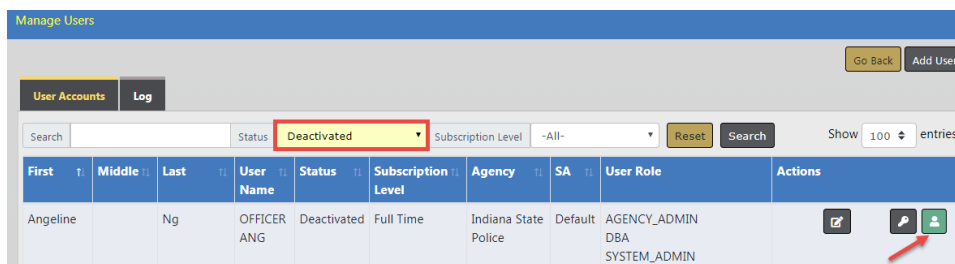 Manage Users
Go Back Add User
User Accounts Log
Search Status Deactivated Subscription Level -All- Reset Search Show 100 entries
First Middle Last User Name Status Subscription Level Agency SA User Role Actions
Angeline Ng OFFICER ANG Deactivated Full Time Indiana State Police Default AGENCY_ADMIN
DBA
SYSTEM_ADMIN